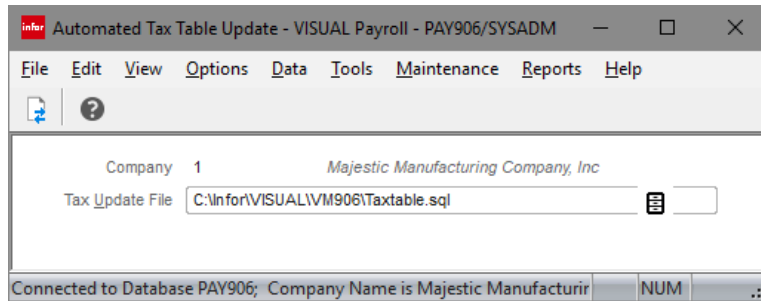 infor Automated Tax Table Update - VISUAL Payroll - PAY906/SYSADM
File Edit View Options Data Tools Maintenance Reports Help
?
Company 1 Majestic Manufacturing Company, Inc
Tax Update File C:\Infor\VISUAL\VM906\Taxtable.sql
Connected to Database PAY906; Company Name is Majestic Manufacturir NUM